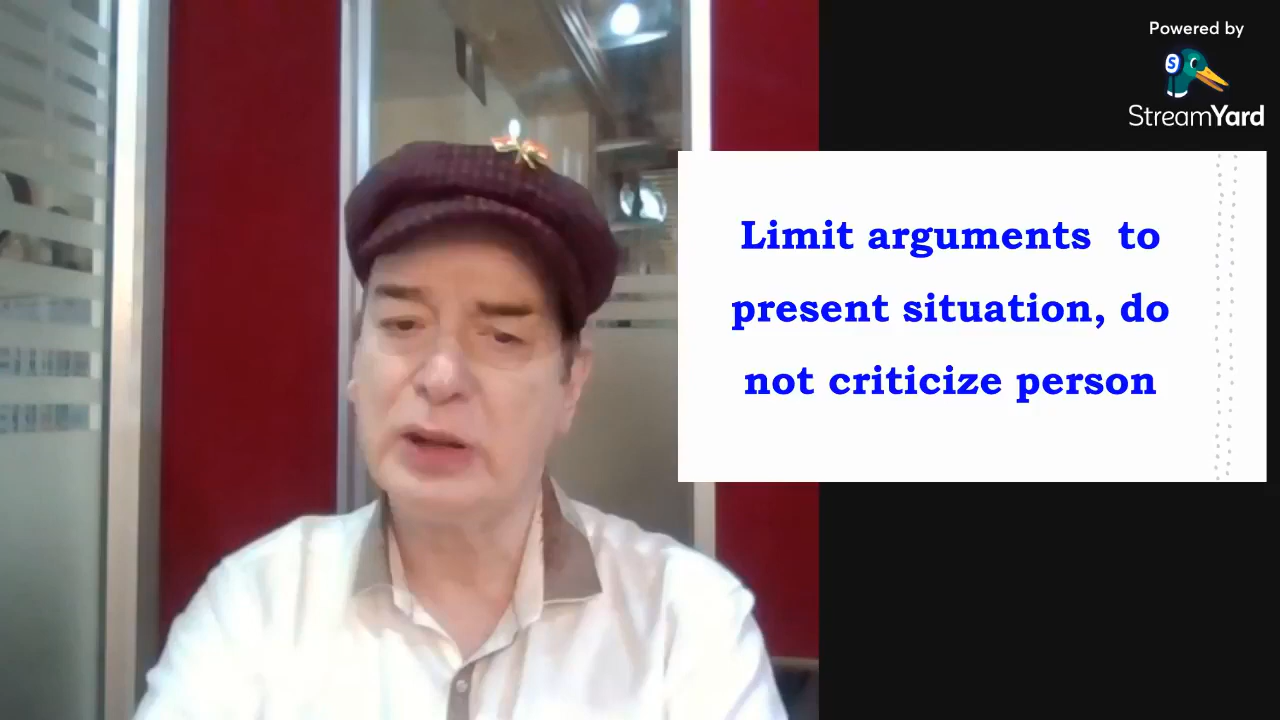 Powered by
S
StreamYard
Limit arguments to
present situation, do
not criticize person